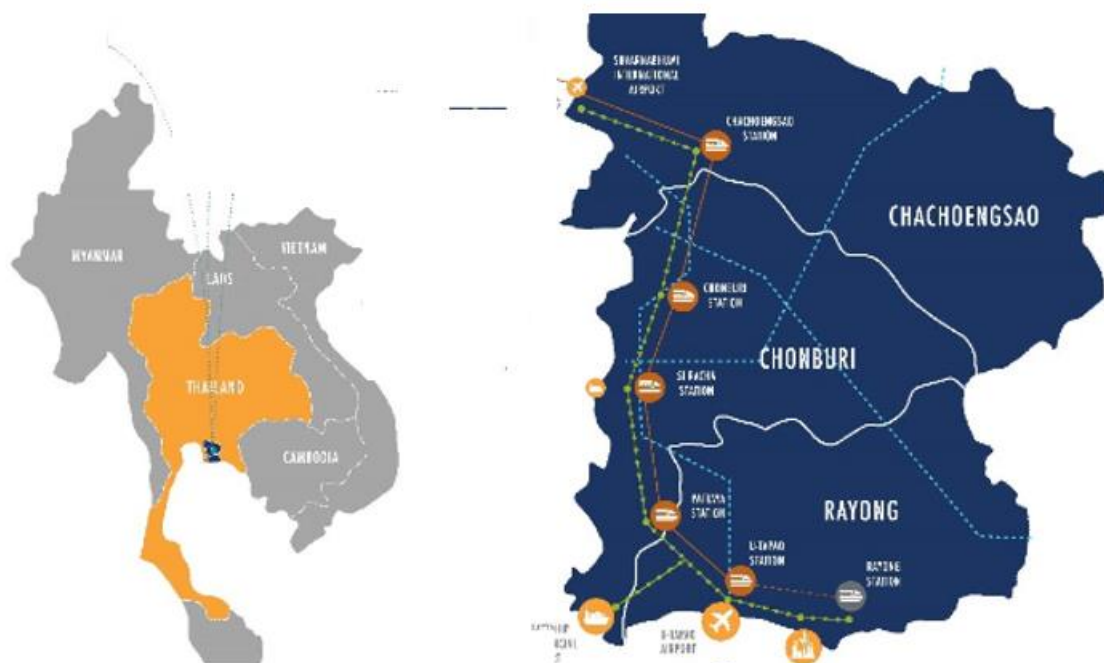 MYANMAR
LAOS
VIETNAM
THAILAND
CAMBODIA
SUVARNABHUMI
INTERNATIONAL
AIRPORT
CHACHOENGSAO
STATION
CHACHOENGSAO
CHONBURI
STATION
CHONBURI
SI RACHA
STATION
PATTAYA
STATION
RAYONG
U-TAPAO
STATION
RAYONG
STATION
U-TAPAO
AIRPORT